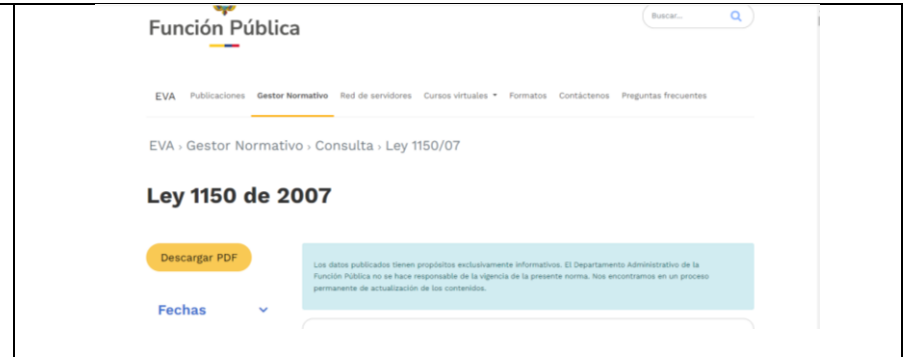 Función Pública
Buscar...
EVA Publicaciones Gestor Normativo Red de servidores Cursos virtuales Formatos Contáctenos Preguntas frecuentes
EVA › Gestor Normativo › Consulta › Ley 1150/07
Ley 1150 de 2007
Descargar PDF
Los datos publicados tienen propósitos exclusivamente informativos. El Departamento Administrativo de la
Función Pública no se hace responsable de la vigencia de la presente norma. Nos encontramos en un proceso
permanente de actualización de los contenidos.
Fechas